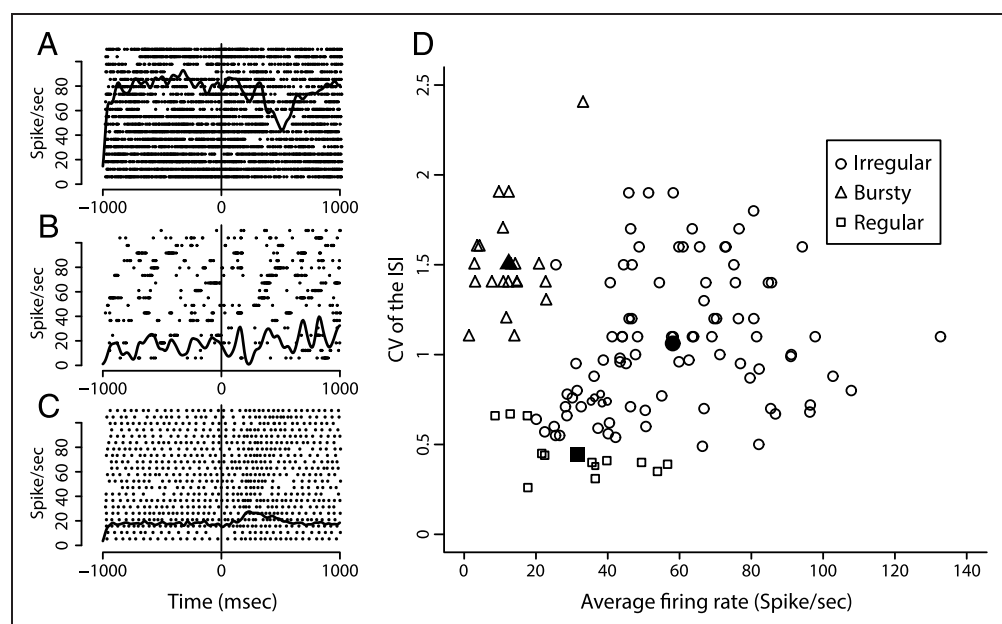 A
Spike/sec
0 20 40 60 80
−1000 0 1000
B
Spike/sec
0 20 40 60 80
−1000 0 1000
C
Spike/sec
0 20 40 60 80
−1000 0 1000
Time (msec)
D
CV of the ISI
2.5
2
1.5
1
0.5
0
Irregular
Bursty
Regular
0 20 40 60 80 100 120 140
Average firing rate (Spike/sec)